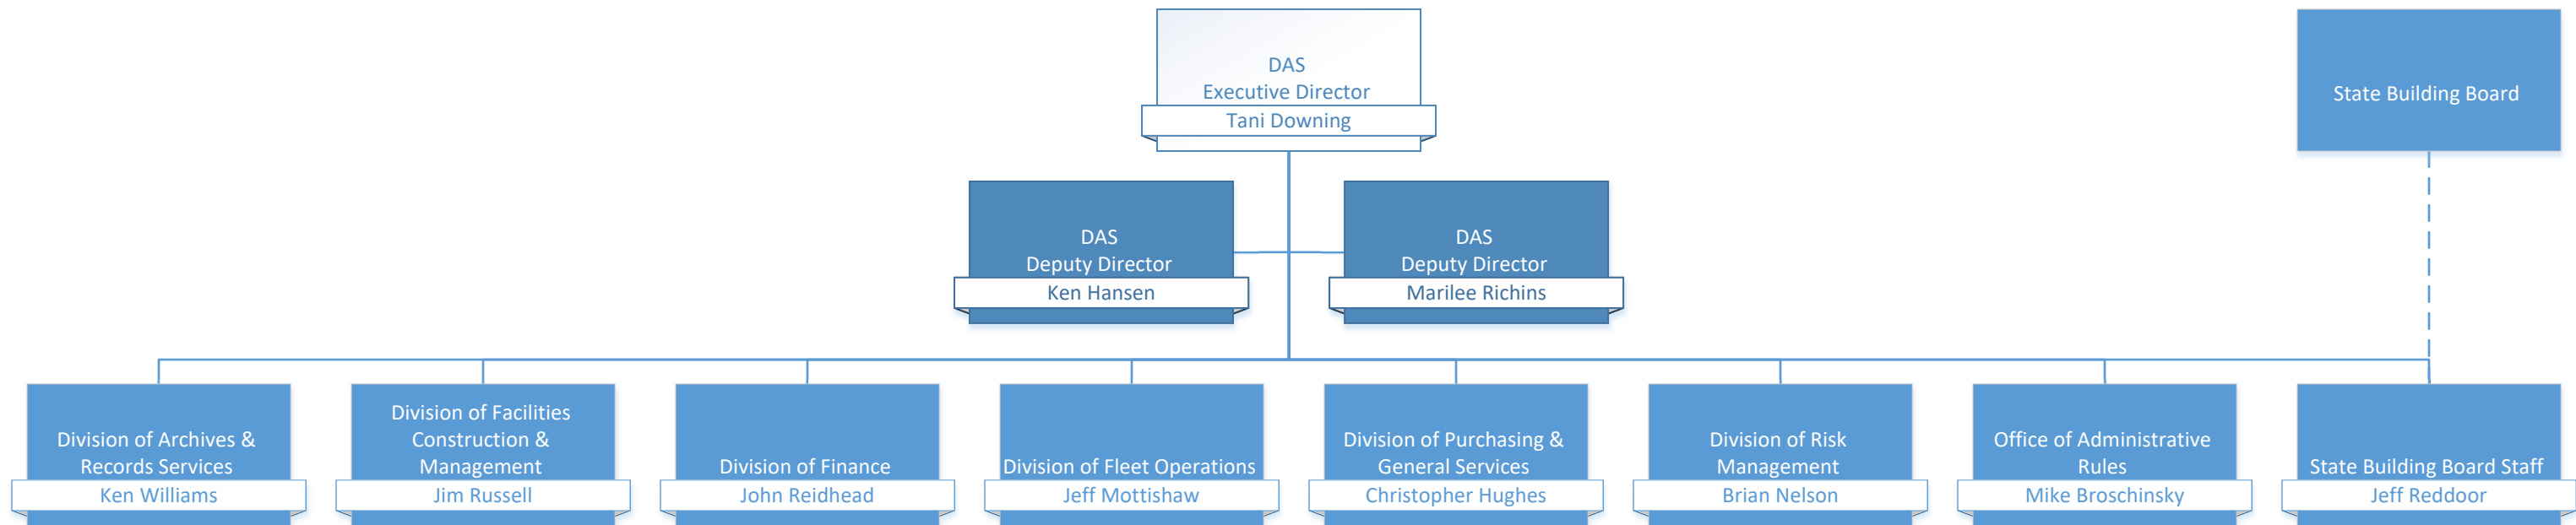 DAS
Executive Director
Tani Downing
State Building Board
DAS
Deputy Director
Ken Hansen
DAS
Deputy Director
Marilee Richins
Division of Archives &
Records Services
Ken Williams
Division of Facilities
Construction &
Management
Jim Russell
Division of Finance
John Reidhead
Division of Fleet Operations
Jeff Mottishaw
Division of Purchasing &
General Services
Christopher Hughes
Division of Risk
Management
Brian Nelson
Office of Administrative
Rules
Mike Broschinsky
State Building Board Staff
Jeff Reddoor